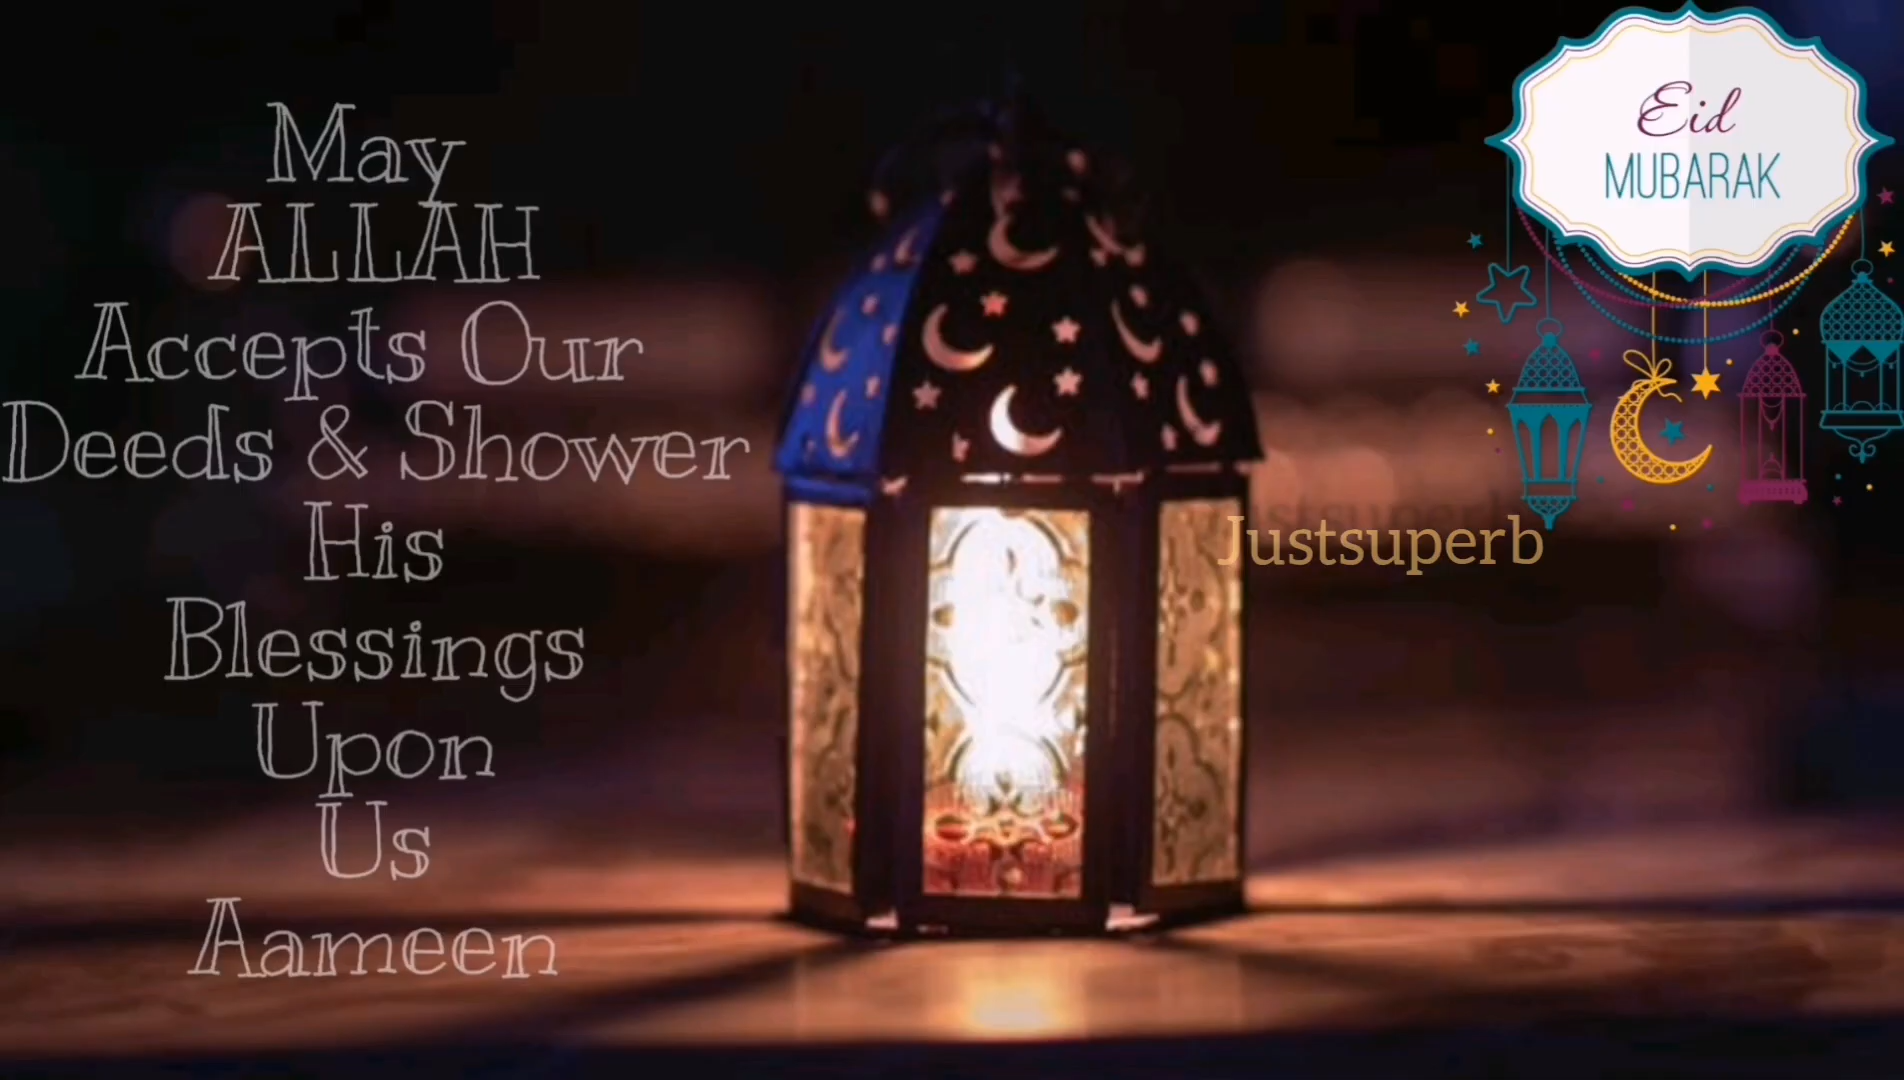 May
ALLAH
Accepts Our
Deeds & Shower
His
Blessings
Upon
Us
Aameen
Eid
MUBARAK
Justsuperb